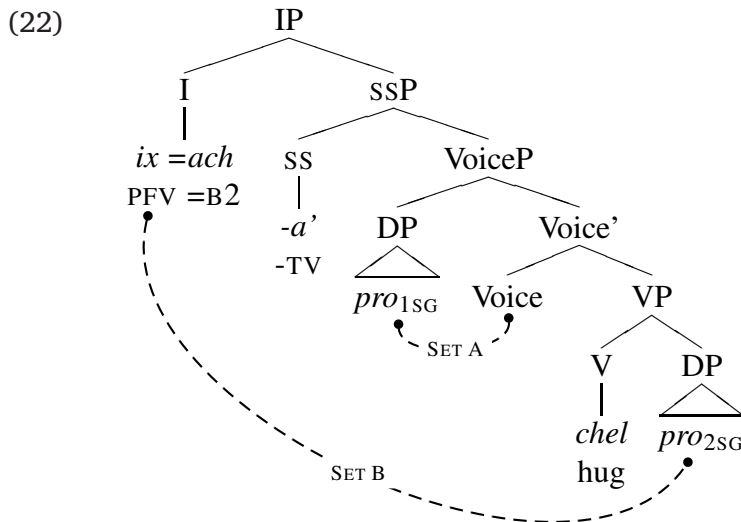 (22) IP
I SSP
ix =ach SS VoiceP
PFV =B2
-a’ DP Voice’
-TV
pro1SG Voice VP
SET A
V DP
chel pro2SG
hug
SET B